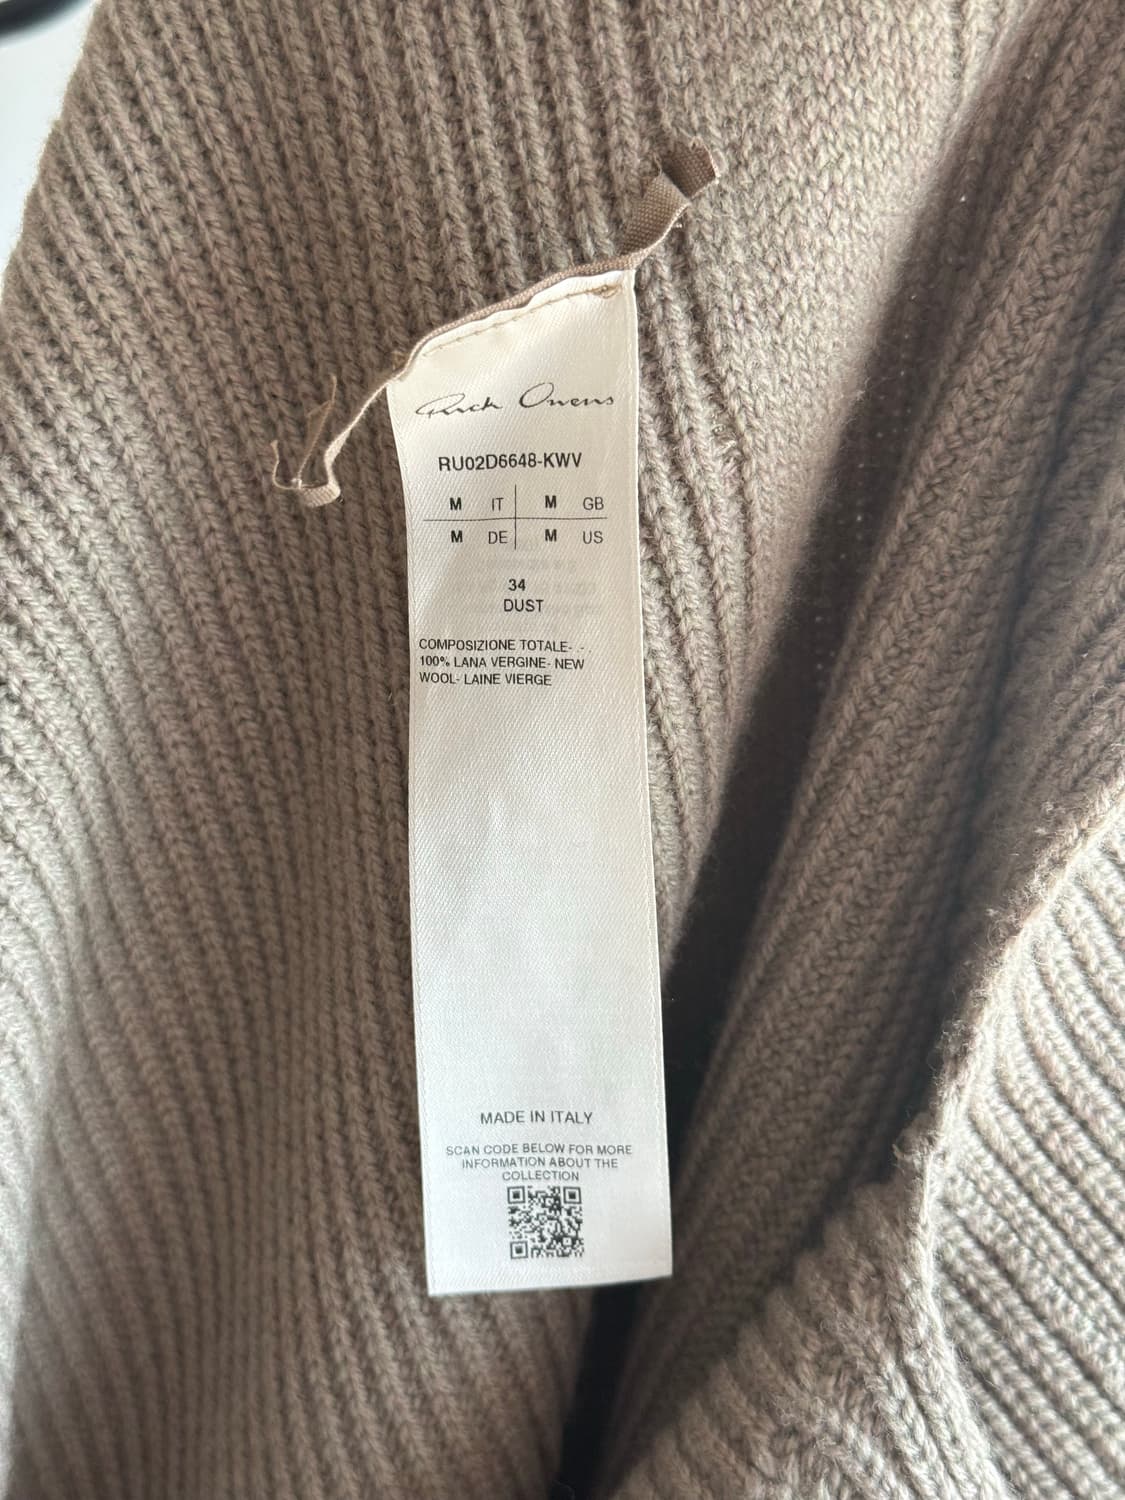 Rick Owens
RU02D6648-KWV
M IT M GB
M DE M US
34
DUST
COMPOSIZIONE TOTALE- .- .
100% LANA VERGINE- NEW
WOOL- LAINE VIERGE
MADE IN ITALY
SCAN CODE BELOW FOR MORE
INFORMATION ABOUT THE
COLLECTION